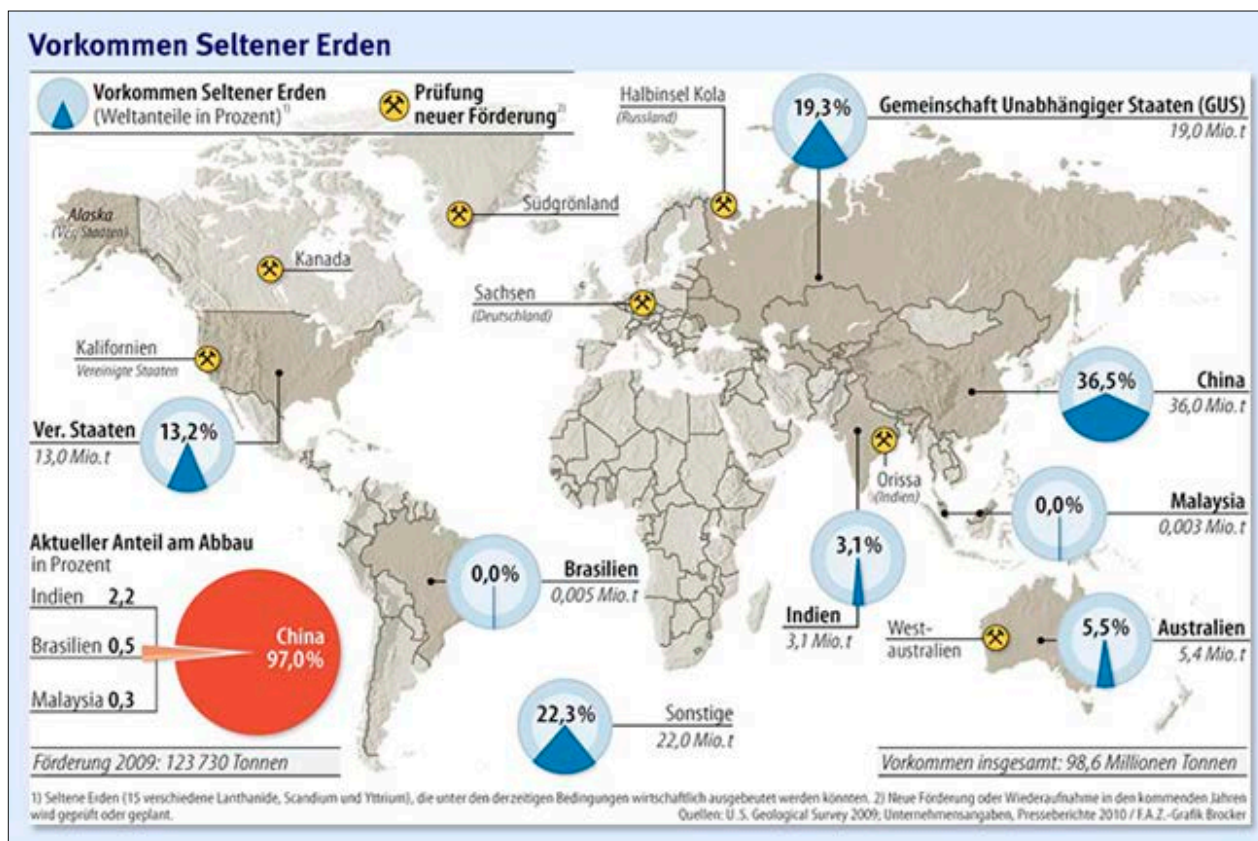 Vorkommen Seltener Erden
Vorkommen Seltener Erden
(Weltanteile in Prozent)1)
Prüfung
neuer Förderung2)
Halbinsel Kola
(Russland)
19,3%
Gemeinschaft Unabhängiger Staaten (GUS)
19,0 Mio.t
Alaska
(Ver. Staaten)
Kanada
Südgrönland
Sachsen
(Deutschland)
Kalifornien
Vereinigte Staaten
Ver. Staaten
13,0 Mio.t
13,2%
36,5%
China
36,0 Mio.t
Orissa
(Indien)
0,0%
Malaysia
0,003 Mio.t
Aktueller Anteil am Abbau
in Prozent
Indien 2,2
Brasilien 0,5
Malaysia 0,3
China
97,0%
Förderung 2009: 123 730 Tonnen
0,0%
Brasilien
0,005 Mio.t
3,1%
Indien
3,1 Mio.t
West-
australien
5,5%
Australien
5,4 Mio.t
22,3%
Sonstige
22,0 Mio.t
Vorkommen insgesamt: 98,6 Millionen Tonnen
1) Seltene Erden (15 verschiedene Lanthanide, Scandium und Yttrium), die unter den derzeitigen Bedingungen wirtschaftlich ausgebeutet werden könnten. 2) Neue Förderung oder Wiederaufnahme in den kommenden Jahren
wird geprüft oder geplant.
Quellen: U.S. Geological Survey 2009; Unternehmensangaben, Presseberichte 2010 / F.A.Z.-Grafik Brocker